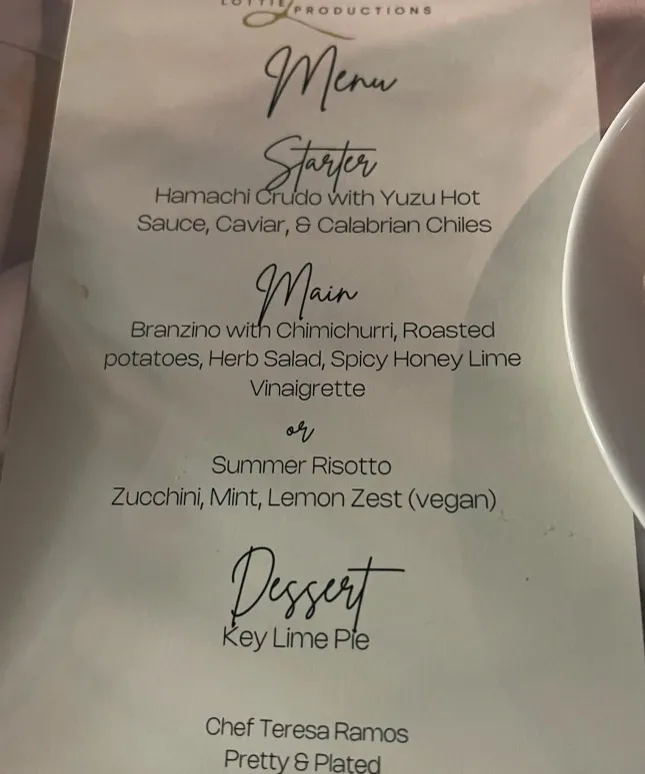 LOTTIE PRODUCTIONS
Menu
Starter
Hamachi Crudo with Yuzu Hot
Sauce, Caviar, & Calabrian Chiles
Main
Branzino with Chimichurri, Roasted
potatoes, Herb Salad, Spicy Honey Lime
Vinaigrette
or
Summer Risotto
Zucchini, Mint, Lemon Zest (vegan)
Dessert
Key Lime Pie
Chef Teresa Ramos
Pretty & Plated